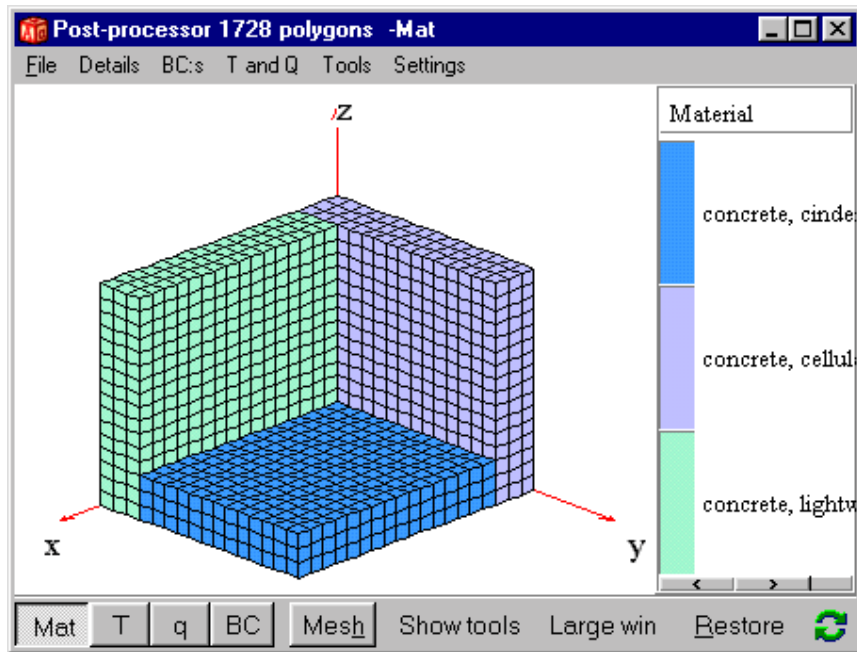 Post-processor 1728 polygons -Mat
File Details BC:s T and Q Tools Settings
z
x
y
Material
concrete, cinde
concrete, cellul
concrete, lightw
Mat T q BC Mesh Show tools Large win Restore